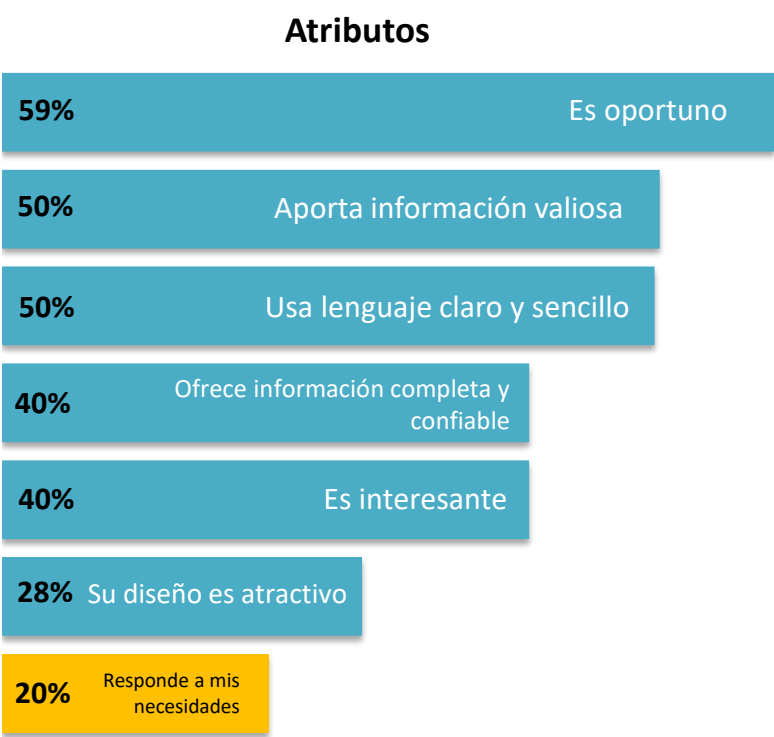 Atributos
59% Es oportuno
50% Aporta información valiosa
50% Usa lenguaje claro y sencillo
40% Ofrece información completa y
confiable
40% Es interesante
28% Su diseño es atractivo
20% Responde a mis
necesidades